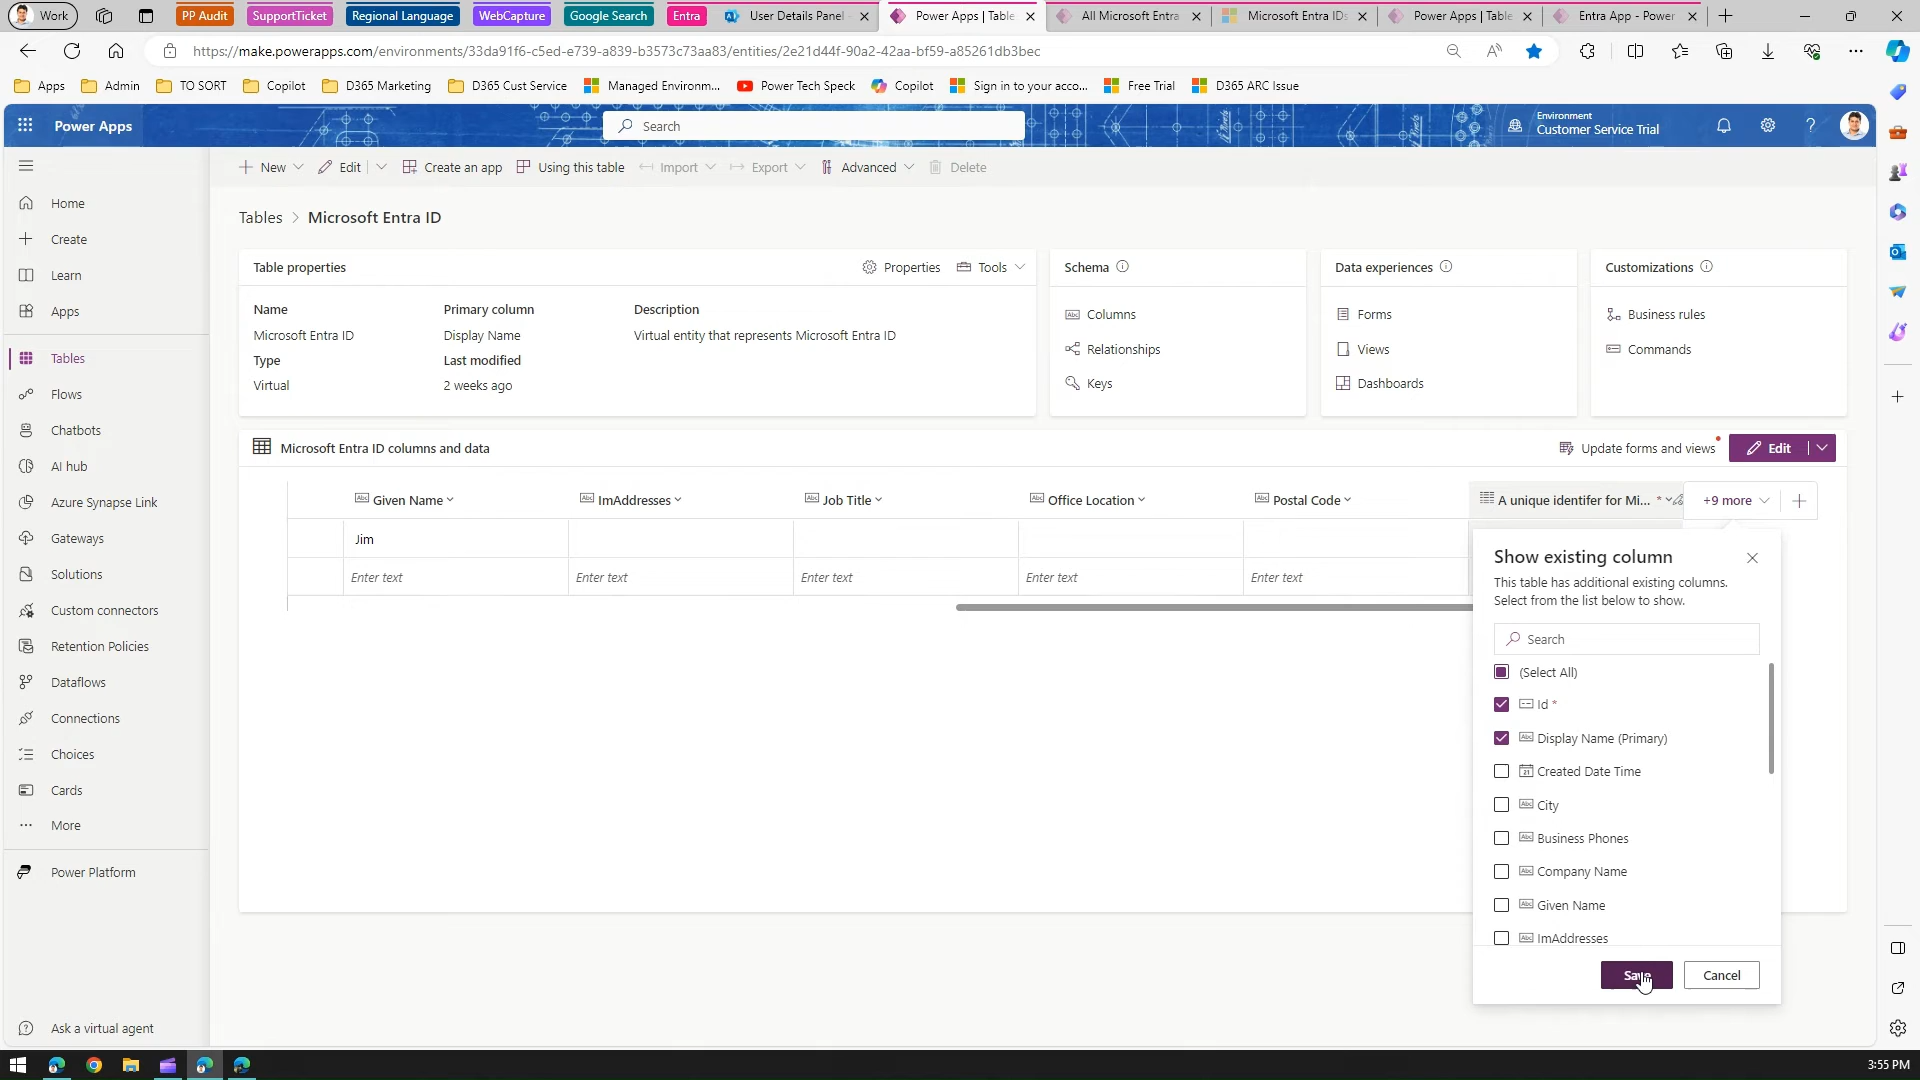 Work
PP Audit
SupportTicket
Regional Language
WebCapture
Google Search
Entra
User Details Panel -
Power Apps | Table
All Microsoft Entra
Microsoft Entra IDs
Power Apps | Table
Entra App - Power
https://make.powerapps.com/environments/33da91f6-c5ed-e739-a839-b3573c73aa83/entities/2e21d44f-90a2-42aa-bf59-a85261db3bec
Apps
Admin
TO SORT
Copilot
D365 Marketing
D365 Cust Service
Managed Environm...
Power Tech Speck
Copilot
Sign in to your acco...
Free Trial
D365 ARC Issue
Power Apps
Search
Environment
Customer Service Trial
New
Edit
Create an app
Using this table
Import
Export
Advanced
Delete
Home
Create
Learn
Apps
Tables
Flows
Chatbots
AI hub
Azure Synapse Link
Gateways
Solutions
Custom connectors
Retention Policies
Dataflows
Connections
Choices
Cards
More
Power Platform
Ask a virtual agent
Tables > Microsoft Entra ID
Table properties
Properties
Tools
Name
Microsoft Entra ID
Type
Virtual
Primary column
Display Name
Last modified
2 weeks ago
Description
Virtual entity that represents Microsoft Entra ID
Schema
Columns
Relationships
Keys
Data experiences
Forms
Views
Dashboards
Customizations
Business rules
Commands
Microsoft Entra ID columns and data
Update forms and views
Edit
Given Name
ImAddresses
Job Title
Office Location
Postal Code
A unique identifer for Mi... *
+9 more
Jim
Enter text
Enter text
Enter text
Enter text
Enter text
Show existing column
This table has additional existing columns.
Select from the list below to show.
Search
(Select All)
Id *
Display Name (Primary)
Created Date Time
City
Business Phones
Company Name
Given Name
ImAddresses
Save
Cancel
3:55 PM